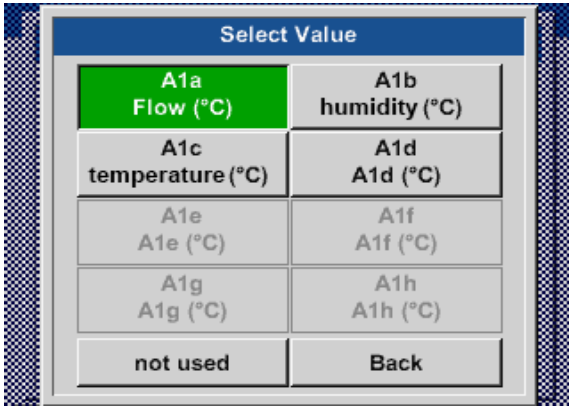 Select Value
A1a
Flow (°C)
A1b
humidity (°C)
A1c
temperature (°C)
A1d
A1d (°C)
A1e
A1e (°C)
A1f
A1f (°C)
A1g
A1g (°C)
A1h
A1h (°C)
not used
Back